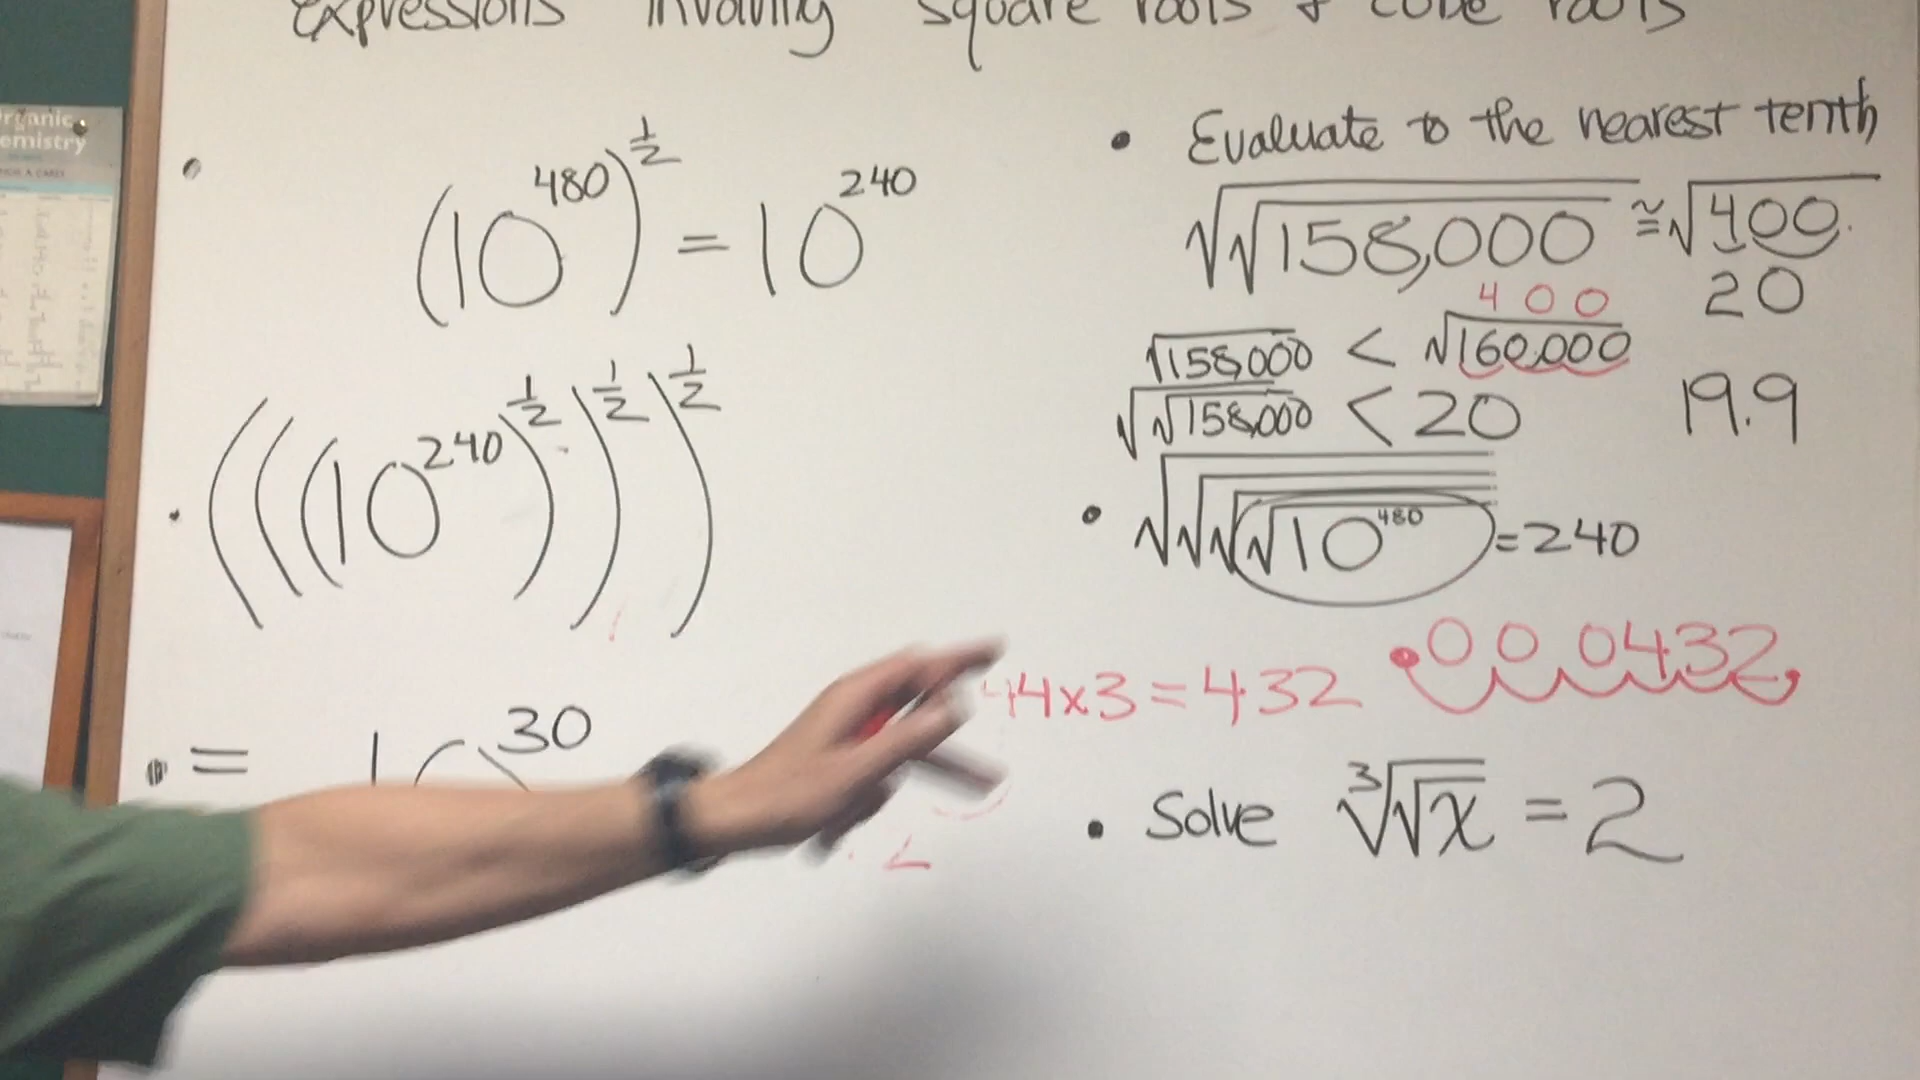 expressions involving square roots & cube roots
(10^480)^1/2 = 10^240
(((10^240)^1/2)^1/2)^1/2
= 10^30
• Evaluate to the nearest tenth
√√158,000 ≅ √400.
20
400
√158,000 < √160,000
√√158,000 < 20
19.9
• √√√√10^480 = 240
44x3 = 432
.000432
• Solve ³√√x = 2